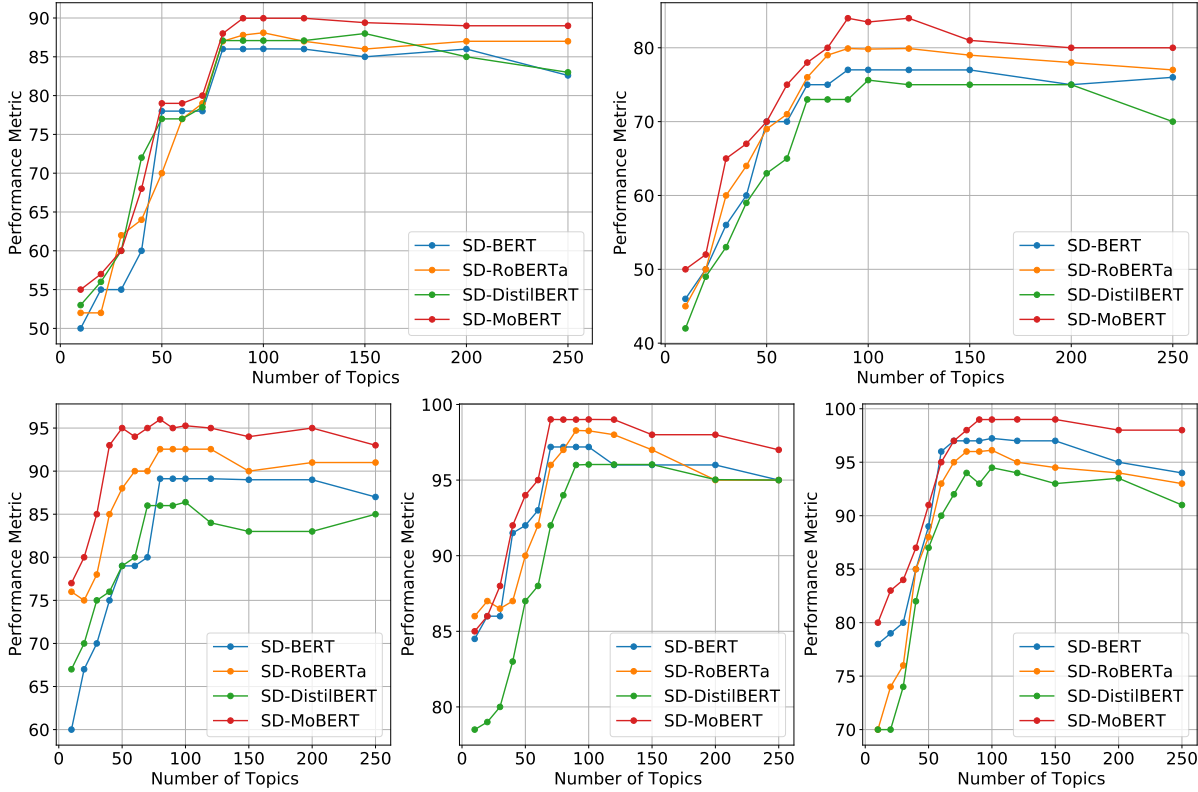 90
85
80
75
70
65
60
55
50
Performance Metric
0 50 100 150 200 250
Number of Topics
SD-BERT
SD-RoBERTa
SD-DistilBERT
SD-MoBERT
80
70
60
50
40
Performance Metric
0 50 100 150 200 250
Number of Topics
SD-BERT
SD-RoBERTa
SD-DistilBERT
SD-MoBERT
95
90
85
80
75
70
65
60
Performance Metric
0 50 100 150 200 250
Number of Topics
SD-BERT
SD-RoBERTa
SD-DistilBERT
SD-MoBERT
100
95
90
85
80
Performance Metric
0 50 100 150 200 250
Number of Topics
SD-BERT
SD-RoBERTa
SD-DistilBERT
SD-MoBERT
100
95
90
85
80
75
70
Performance Metric
0 50 100 150 200 250
Number of Topics
SD-BERT
SD-RoBERTa
SD-DistilBERT
SD-MoBERT